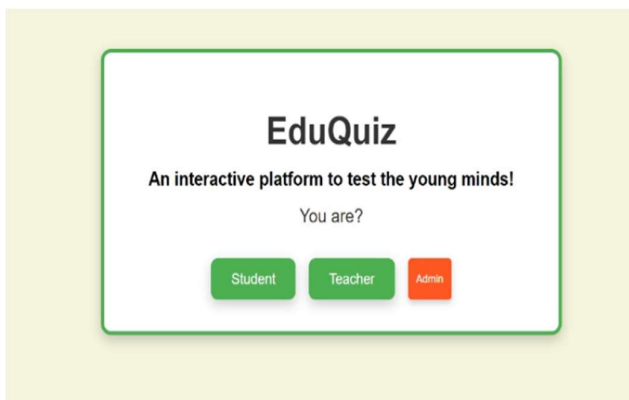 EduQuiz
An interactive platform to test the young minds!
You are?
Student Teacher Admin